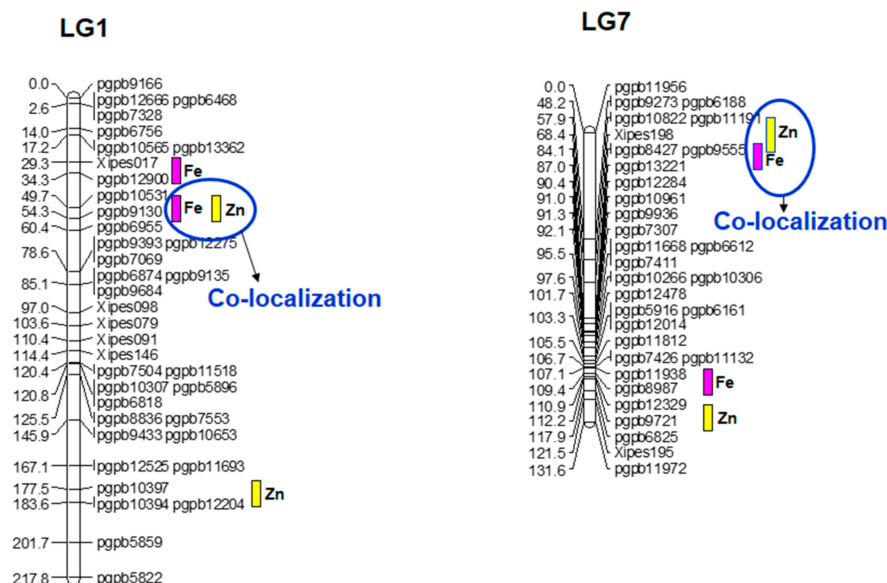 LG1
0.0 pgpb9166
pgpb12666 pgpb6468
2.6 pgpb7328
14.0 pgpb6756
17.2 pgpb10565 pgpb13362
29.3 Xipes017
Fe
34.3 pgpb12900
49.7 pgpb10531
54.3 pgpb9130
Fe Zn
60.4 pgpb6955
pgpb9393 pgpb12275
78.6 pgpb7069
pgpb6874 pgpb9135
85.1 pgpb9684
Co-localization
97.0 Xipes098
103.6 Xipes079
110.4 Xipes091
114.4 Xipes146
120.4 pgpb7504 pgpb11518
pgpb10307 pgpb5896
120.8 pgpb6818
125.5 pgpb8836 pgpb7553
145.9 pgpb9433 pgpb10653
167.1 pgpb12525 pgpb11693
177.5 pgpb10397
Zn
183.6 pgpb10394 pgpb12204
201.7 pgpb5859
217.8 pgpb5822
LG7
0.0 pgpb11956
48.2 pgpb9273 pgpb6188
57.9 pgpb10822 pgpb11191
Zn
68.4 Xipes198
84.1 pgpb8427 pgpb9555
Fe
87.0 pgpb13221
90.4 pgpb12284
91.0 pgpb10961
91.3 pgpb9936
Co-localization
92.1 pgpb7307
pgpb11668 pgpb6612
95.5 pgpb7411
97.6 pgpb10266 pgpb10306
101.7 pgpb12478
pgpb5916 pgpb6161
103.3 pgpb12014
105.5 pgpb11812
106.7 pgpb7426 pgpb11132
107.1 pgpb11938
Fe
109.4 pgpb8987
110.9 pgpb12329
112.2 pgpb9721
Zn
117.9 pgpb6825
121.5 Xipes195
131.6 pgpb11972